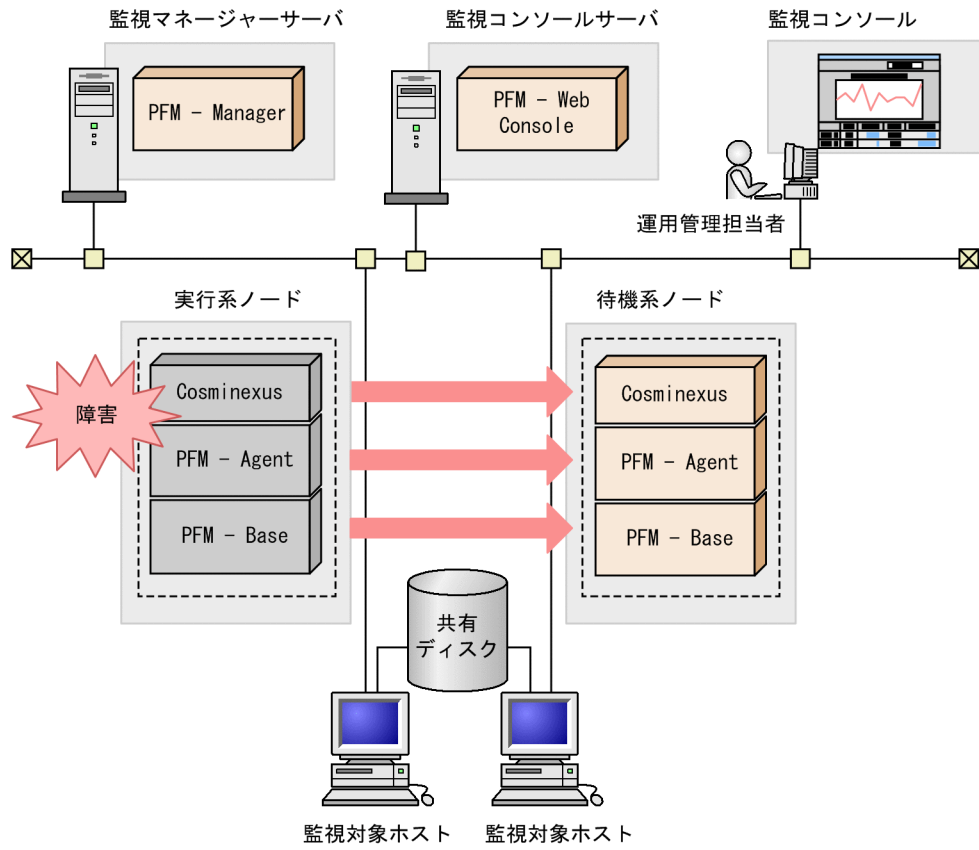 監視マネージャーサーバ
監視コンソールサーバ
監視コンソール
PFM － Manager
PFM － Web
Console
運用管理担当者
実行系ノード
待機系ノード
障害
Cosminexus
PFM － Agent
PFM － Base
Cosminexus
PFM － Agent
PFM － Base
共有
ディスク
監視対象ホスト
監視対象ホスト